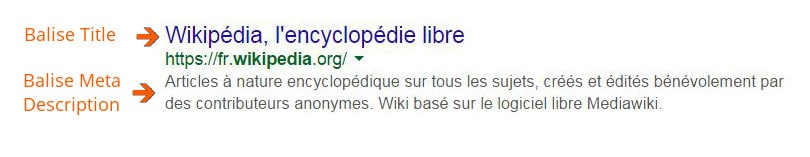 Balise Title
Wikipédia, l'encyclopédie libre
https://fr.wikipedia.org/
Balise Meta
Description
Articles à nature encyclopédique sur tous les sujets, créés et édités bénévolement par
des contributeurs anonymes. Wiki basé sur le logiciel libre Mediawiki.